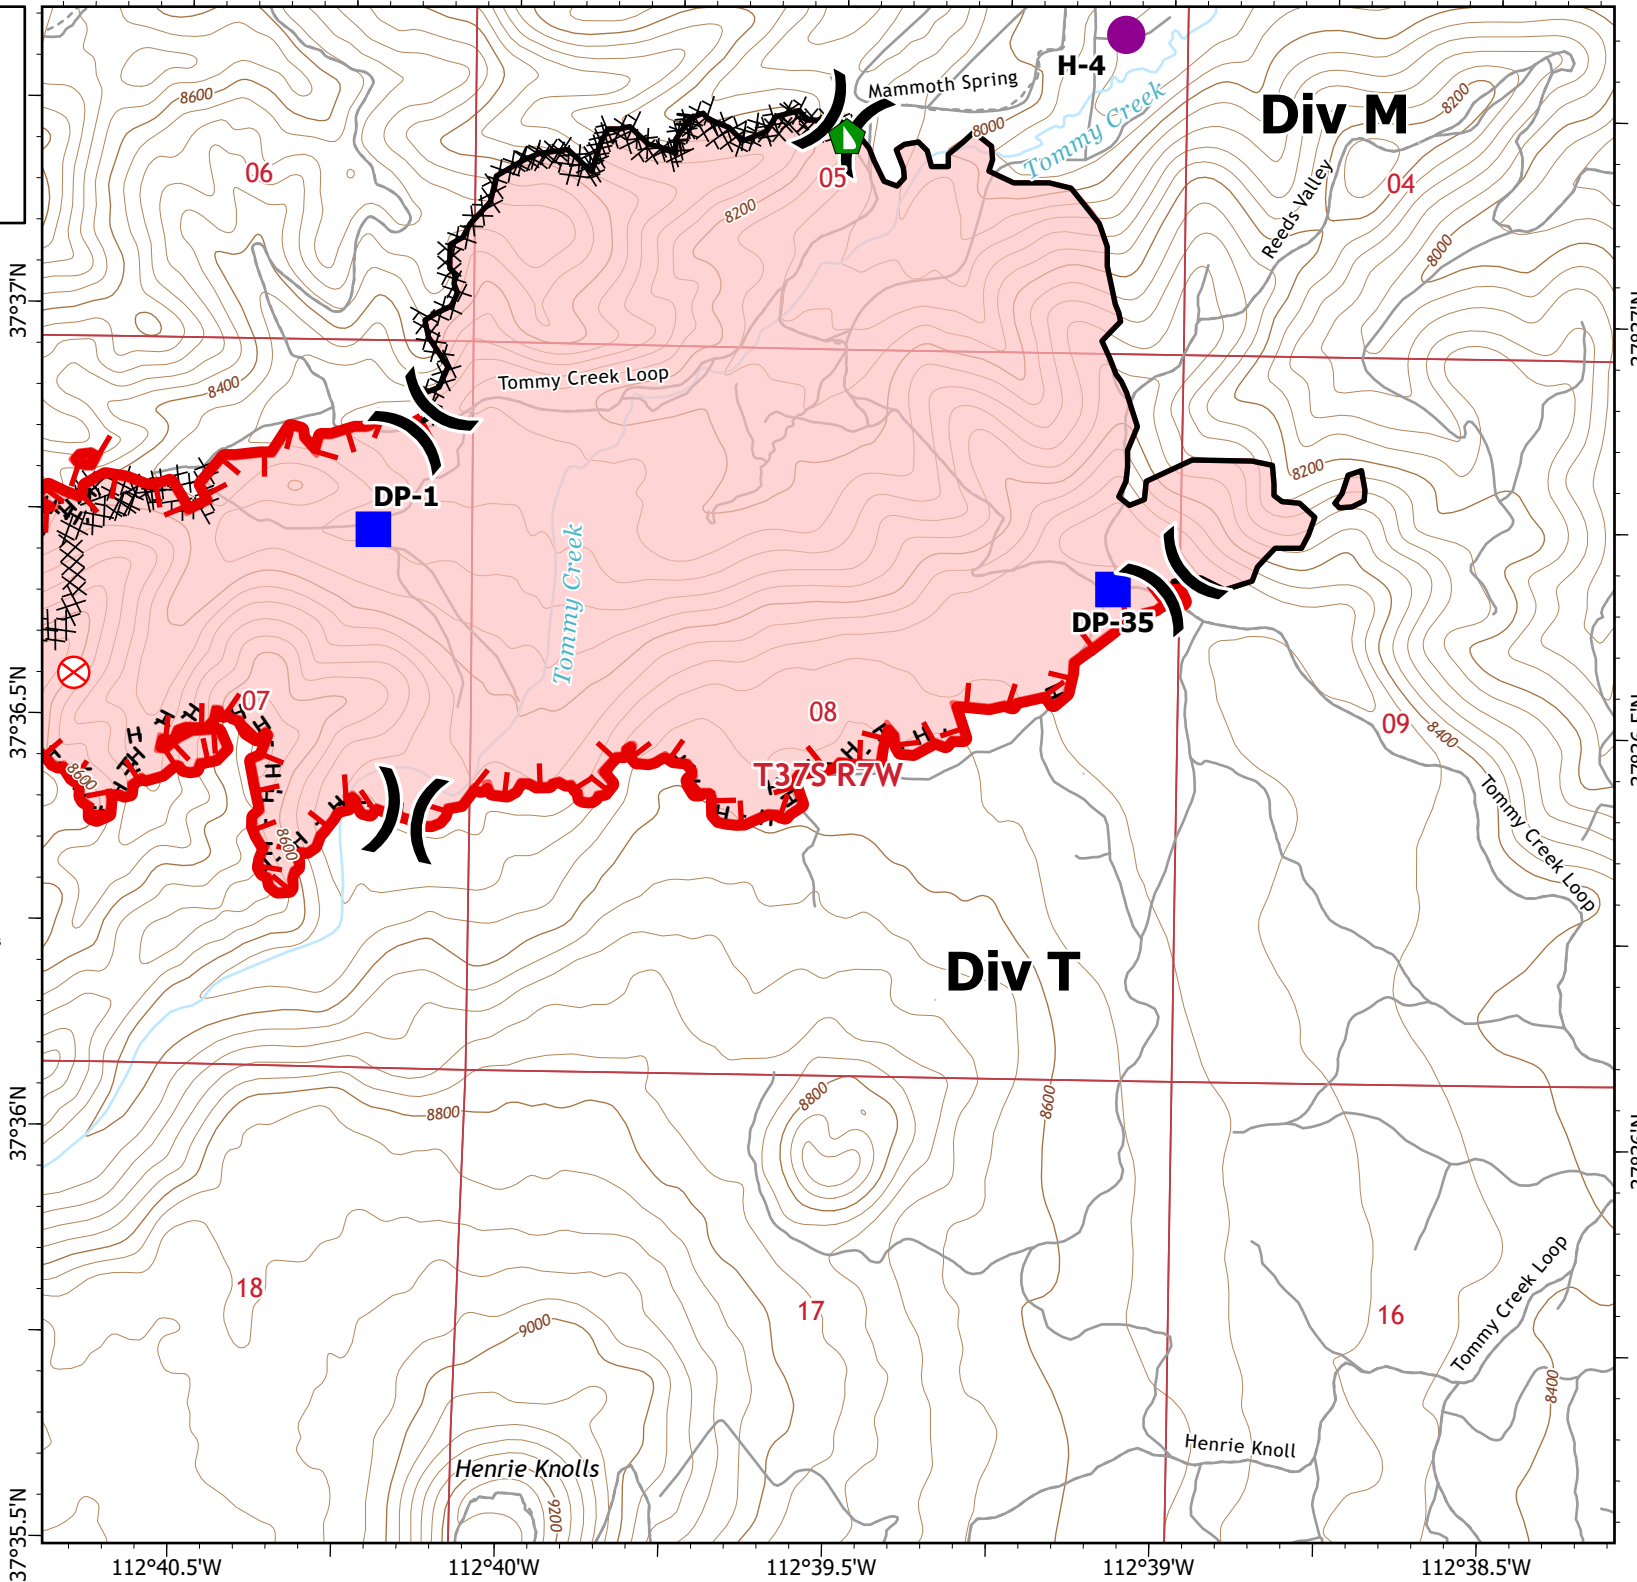 H-4
Mammoth Spring
Tommy Creek
8000
8200
Div M
8600
06
05
04
8200
Reeds Valley
8000
37°37'N
Tommy Creek Loop
8400
8200
DP-1
Tommy Creek
DP-35
37°36.5'N
07
08
09
8400
T37S R7W
8600
8600
Tommy Creek Loop
Div T
37°36'N
8800
8800
8600
18
17
16
Tommy Creek Loop
9000
8400
Henrie Knoll
Henrie Knolls
9200
37°35.5'N
112°40.5'W
112°40'W
112°39.5'W
112°39'W
112°38.5'W